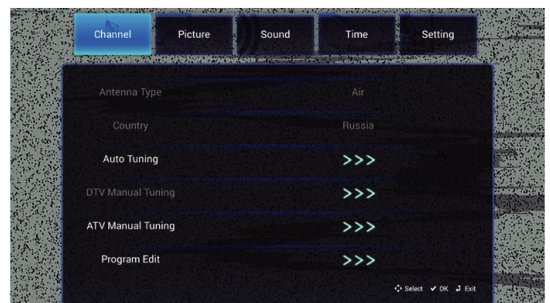 Channel Picture Sound Time Setting
Antenna Type Air
Country Russia
Auto Tuning >>>
DTV Manual Tuning >>>
ATV Manual Tuning >>>
Program Edit >>>
Select OK Exit